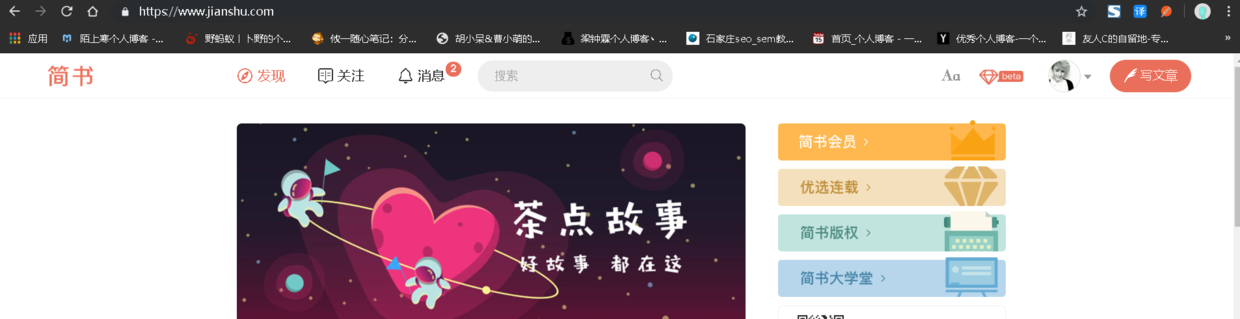 https://www.jianshu.com
应用
陌上寒个人博客 -...
野蚂蚁丨卜野的个...
攸一随心笔记：分...
胡小呆&曹小萌的...
梁钟霖个人博客、
石家庄seo_sem教...
首页_个人博客 - 一...
优秀个人博客-一个...
友人C的自留地-专...
»
简书
发现
关注
消息
2
搜索
Aa
beta
写文章
茶点故事
好故事 都在这
简书会员 >
优选连载 >
简书版权 >
简书大学堂 >